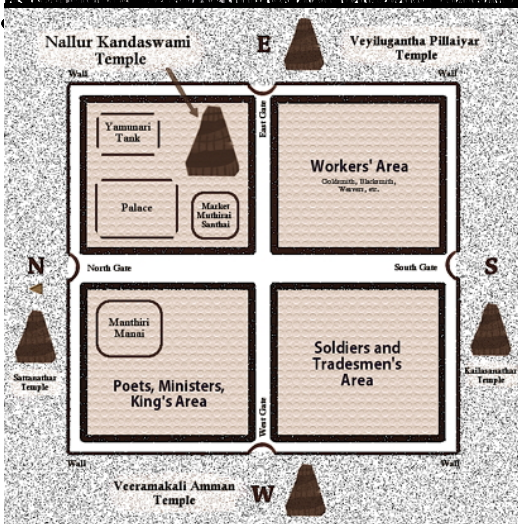 Nallur Kandaswami
Temple
E
Veyilugantha Pillaiyar
Temple
Wall
Wall
East Gate
Yamunari
Tank
Palace
Market
Muthirai
Santhai
Workers' Area
Goldsmith, Blacksmith,
Weavers, etc.
N
North Gate
South Gate
S
Sattanathar
Temple
Manthiri
Manai
Poets, Ministers,
King's Area
Soldiers and
Tradesmen's
Area
Kailasanathar
Temple
West Gate
Wall
Wall
Veeramakali Amman
Temple
W